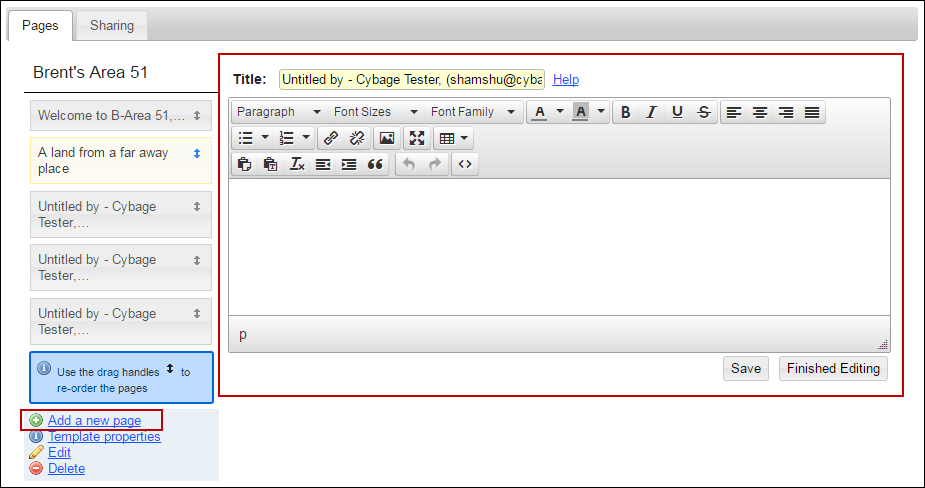 Pages Sharing
Brent's Area 51
Welcome to B-Area 51,...
A land from a far away
place
Untitled by - Cybage
Tester,...
Untitled by - Cybage
Tester,...
Untitled by - Cybage
Tester,...
Use the drag handles to
re-order the pages
Add a new page
Template properties
Edit
Delete
Title: Untitled by - Cybage Tester, (shamshu@cyba Help
Paragraph Font Sizes Font Family A A B I U S
p
Save Finished Editing